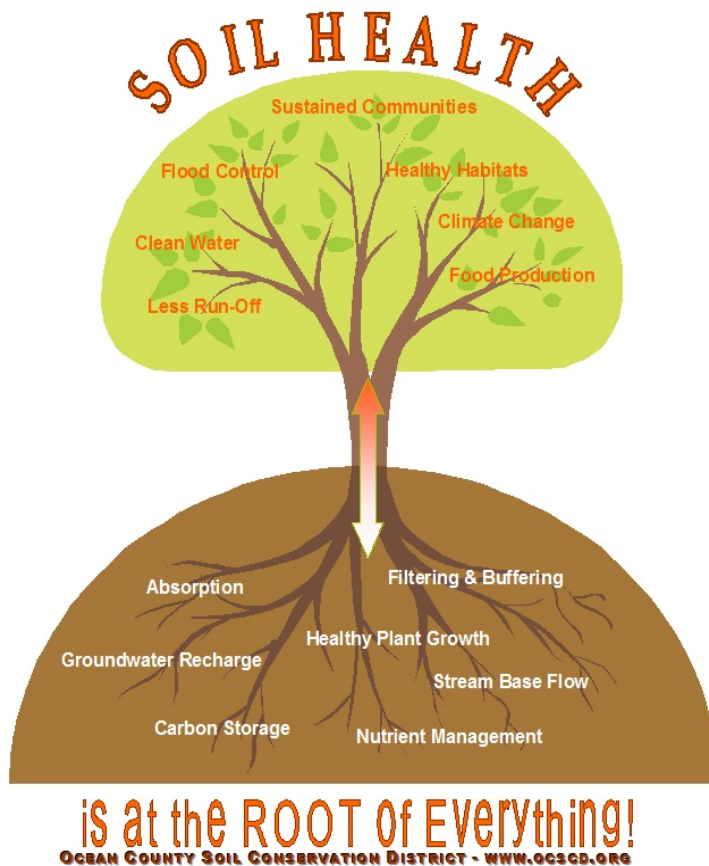 SOIL HEALTH
Sustained Communities
Flood Control
Healthy Habitats
Climate Change
Clean Water
Food Production
Less Run-Off
Filtering & Buffering
Absorption
Healthy Plant Growth
Groundwater Recharge
Stream Base Flow
Carbon Storage
Nutrient Management
is at the ROOT of Everything!
OCEAN COUNTY SOIL CONSERVATION DISTRICT - WWW.OCSCD.ORG